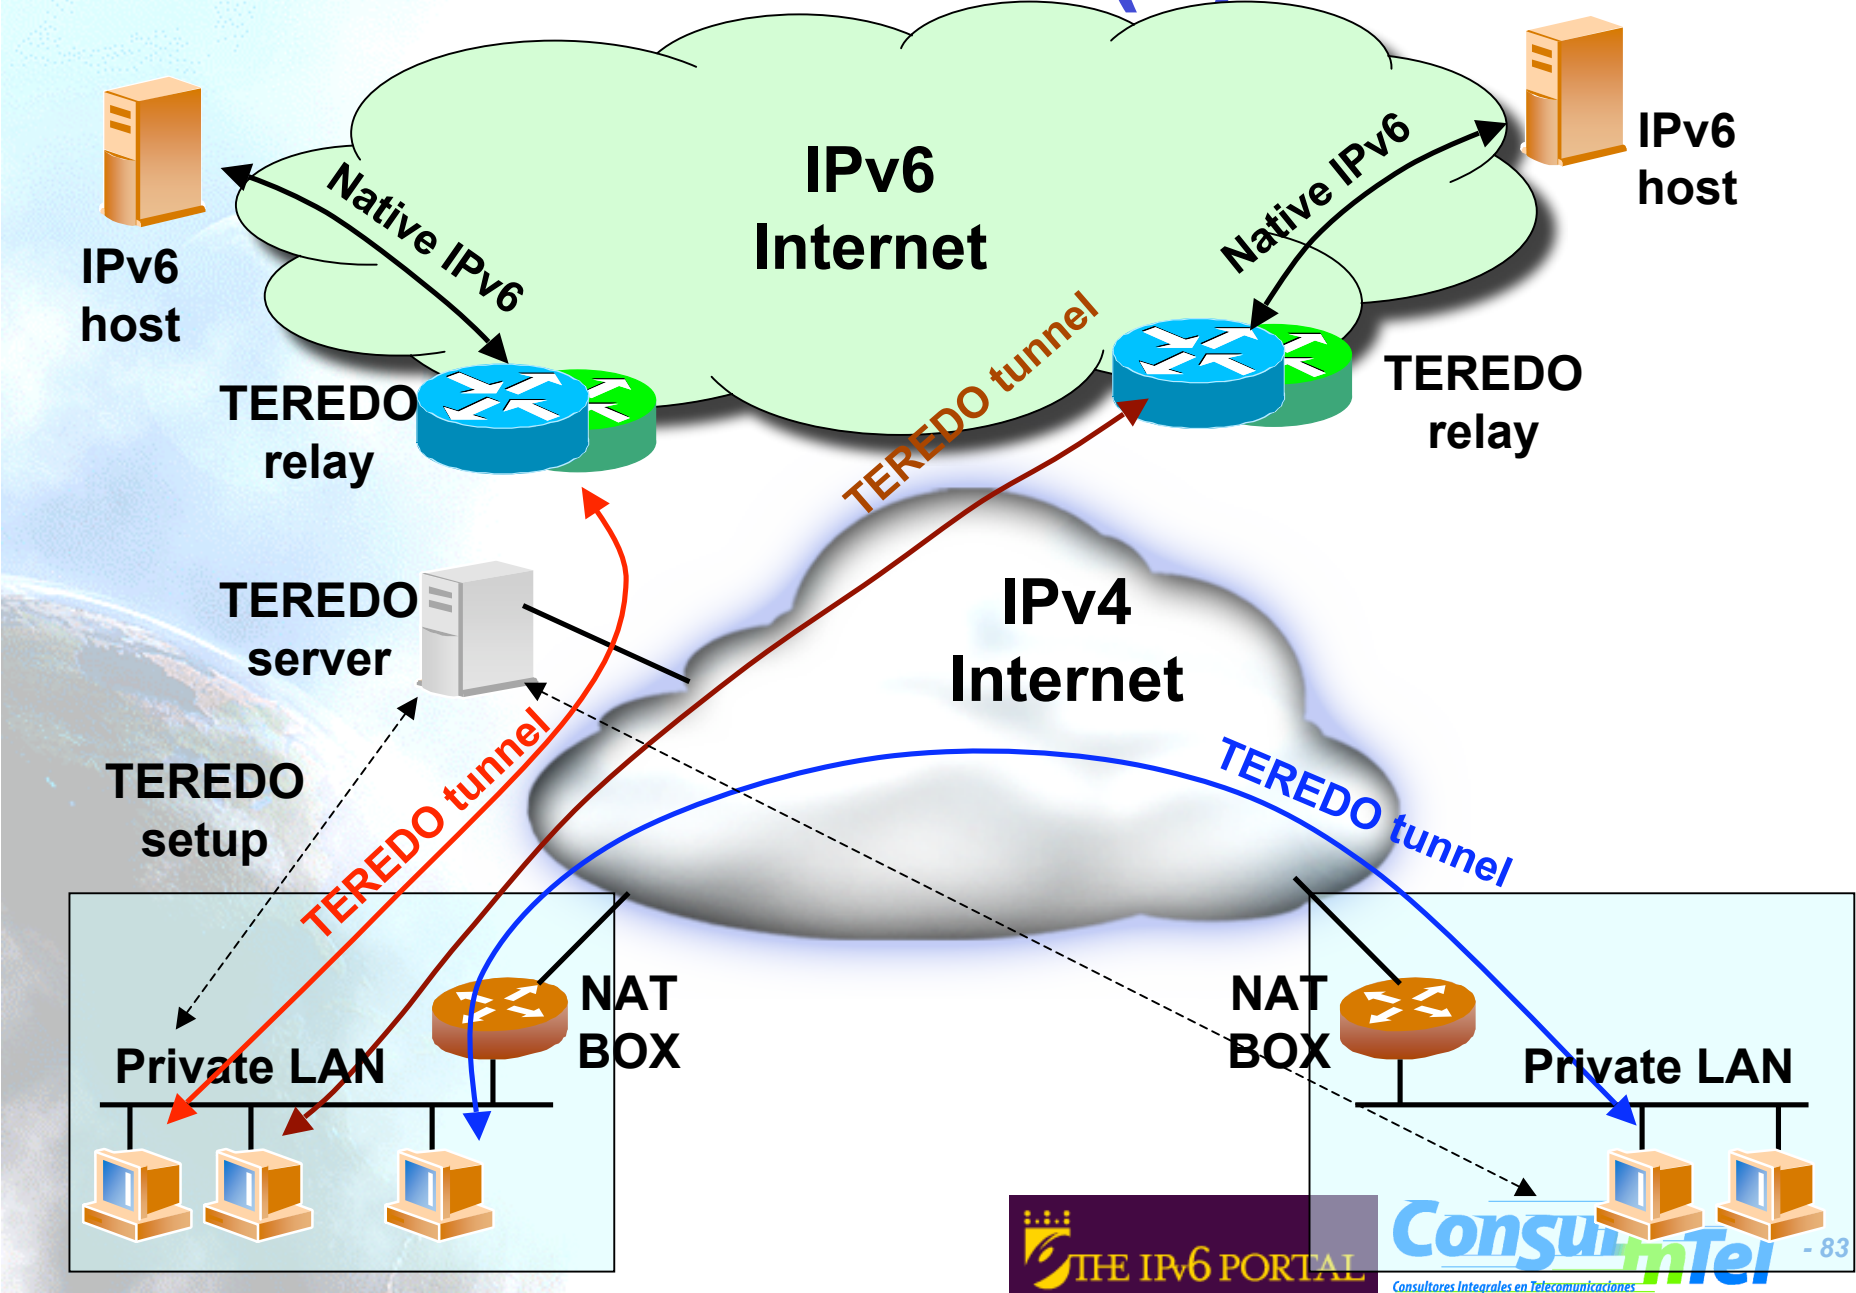 IPv6
Internet
IPv6
host
IPv6
host
Native IPv6
Native IPv6
TEREDO
relay
TEREDO
relay
TEREDO tunnel
TEREDO
server
IPv4
Internet
TEREDO
setup
TEREDO tunnel
TEREDO tunnel
NAT
BOX
NAT
BOX
Private LAN
Private LAN
THE IPv6 PORTAL
Consulintel
Consultores Integrales en Telecomunicaciones
- 83